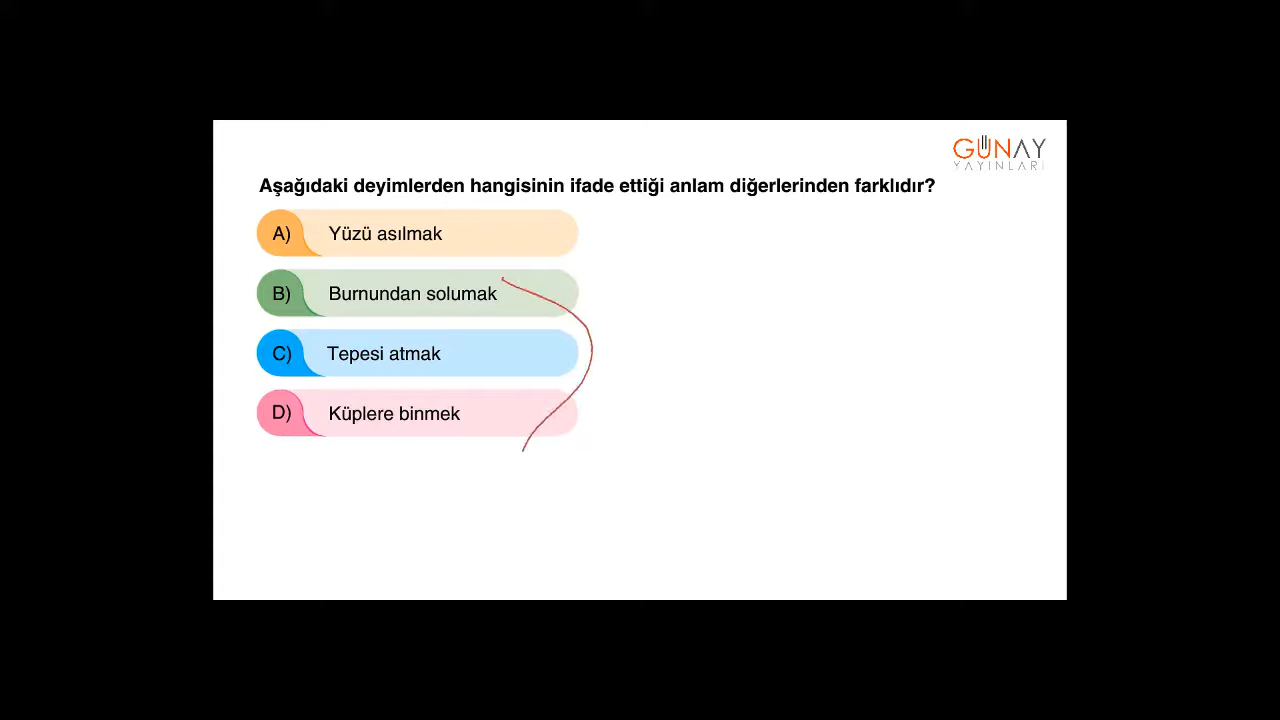 GÜNAY
YAYINLARI
Aşağıdaki deyimlerden hangisinin ifade ettiği anlam diğerlerinden farklıdır?
A) Yüzü asılmak
B) Burnundan solumak
C) Tepesi atmak
D) Küplere binmek